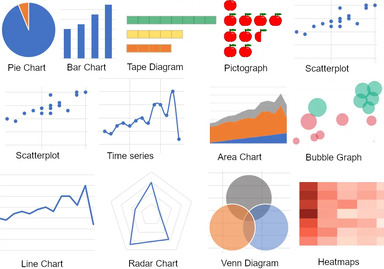 Pie Chart
Bar Chart
Tape Diagram
Pictograph
Scatterplot
Scatterplot
Time series
Area Chart
Bubble Graph
Line Chart
Radar Chart
Venn Diagram
Heatmaps